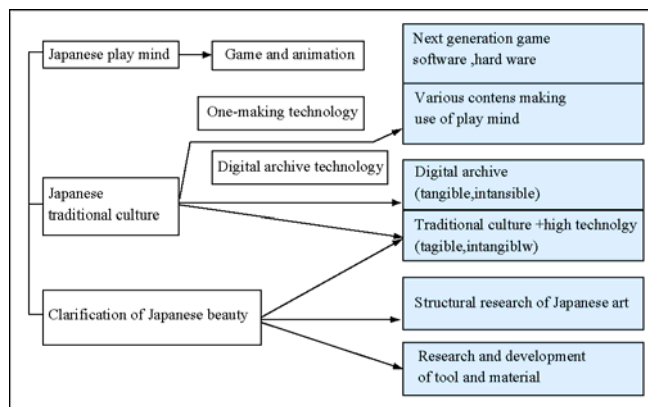 Japanese play mind
Game and animation
Next generation game
software ,hard ware
One-making technology
Various contens making
use of play mind
Digital archive technology
Japanese
traditional culture
Digital archive
(tangible,intansible)
Traditional culture +high technolgy
(tagible,intangiblw)
Clarification of Japanese beauty
Structural research of Japanese art
Research and development
of tool and material